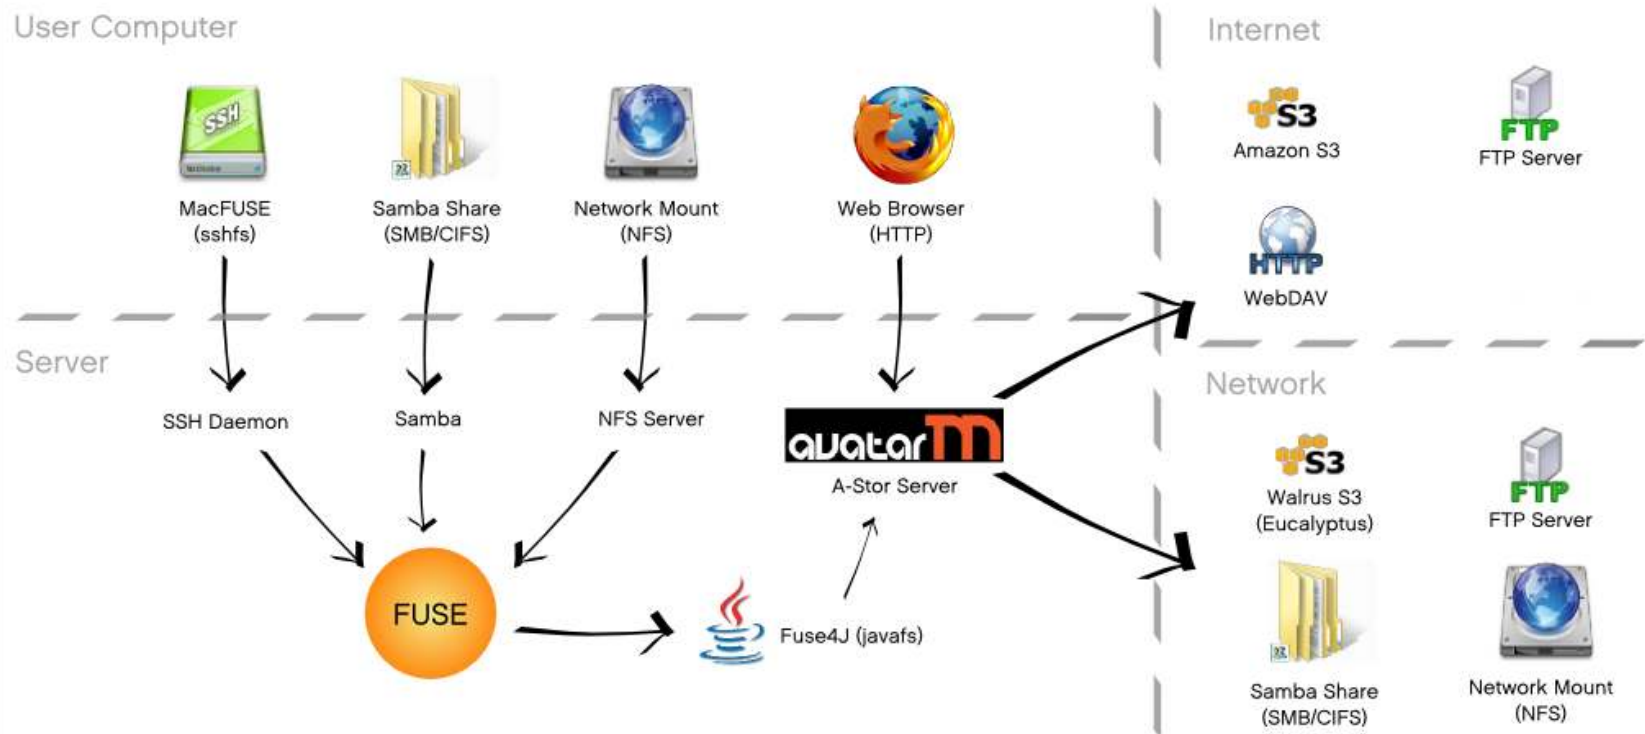 User Computer
Internet
SSH
MacFUSE
(sshfs)
Samba Share
(SMB/CIFS)
Network Mount
(NFS)
Web Browser
(HTTP)
S3
Amazon S3
FTP
FTP Server
HTTP
WebDAV
Server
SSH Daemon
Samba
NFS Server
avatar m
A-Stor Server
FUSE
Fuse4J (javafs)
Network
S3
Walrus S3
(Eucalyptus)
FTP
FTP Server
Samba Share
(SMB/CIFS)
Network Mount
(NFS)